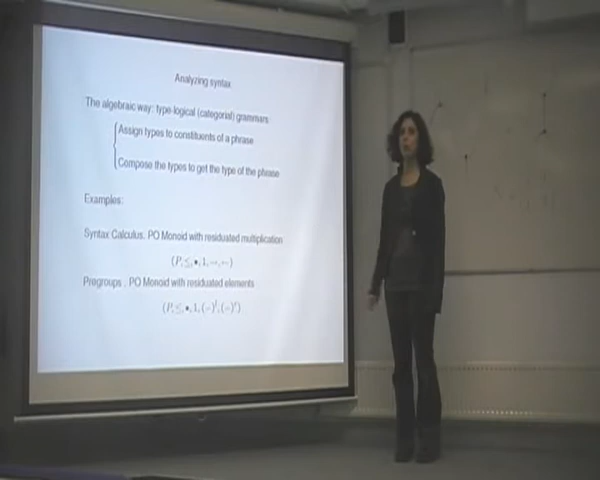 Analyzing syntax
The algebraic way: type-logical (categorial) grammars
Assign types to constituents of a phrase
Compose the types to get the type of the phrase
Examples:
Syntax Calculus. PO Monoid with residuated multiplication
(P, ≤, •, 1, ⊸, ⟜)
Pregroups . PO Monoid with residuated elements
(P, ≤, •, 1, (−)^l, (−)^r)